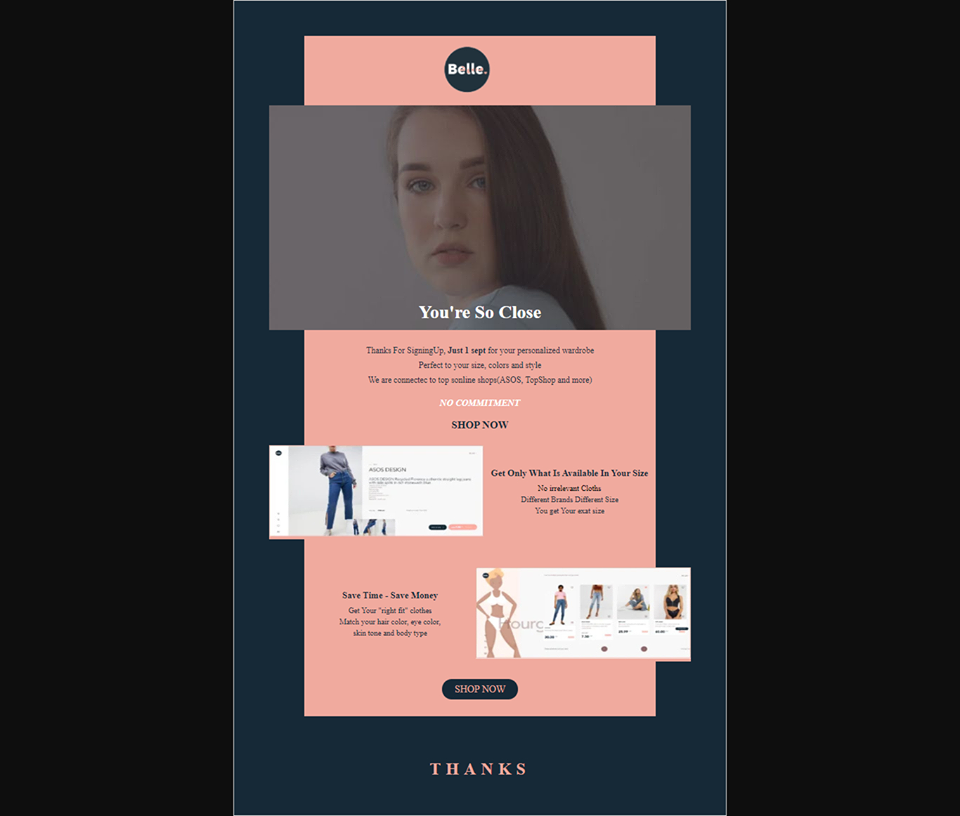 Belle.
You're So Close
Thanks For SigningUp, Just 1 sept for your personalized wardrobe
Perfect to your size, colors and style
We are connectec to top sonline shops(ASOS, TopShop and more)
NO COMMITMENT
SHOP NOW
ASOS DESIGN
Get Only What Is Available In Your Size
No irrelevant Cloths
Different Brands Different Size
You get Your exat size
Save Time - Save Money
Get Your "right fit" clothes
Match your hair color, eye color,
skin tone and body type
Hourc
SHOP NOW
THANKS